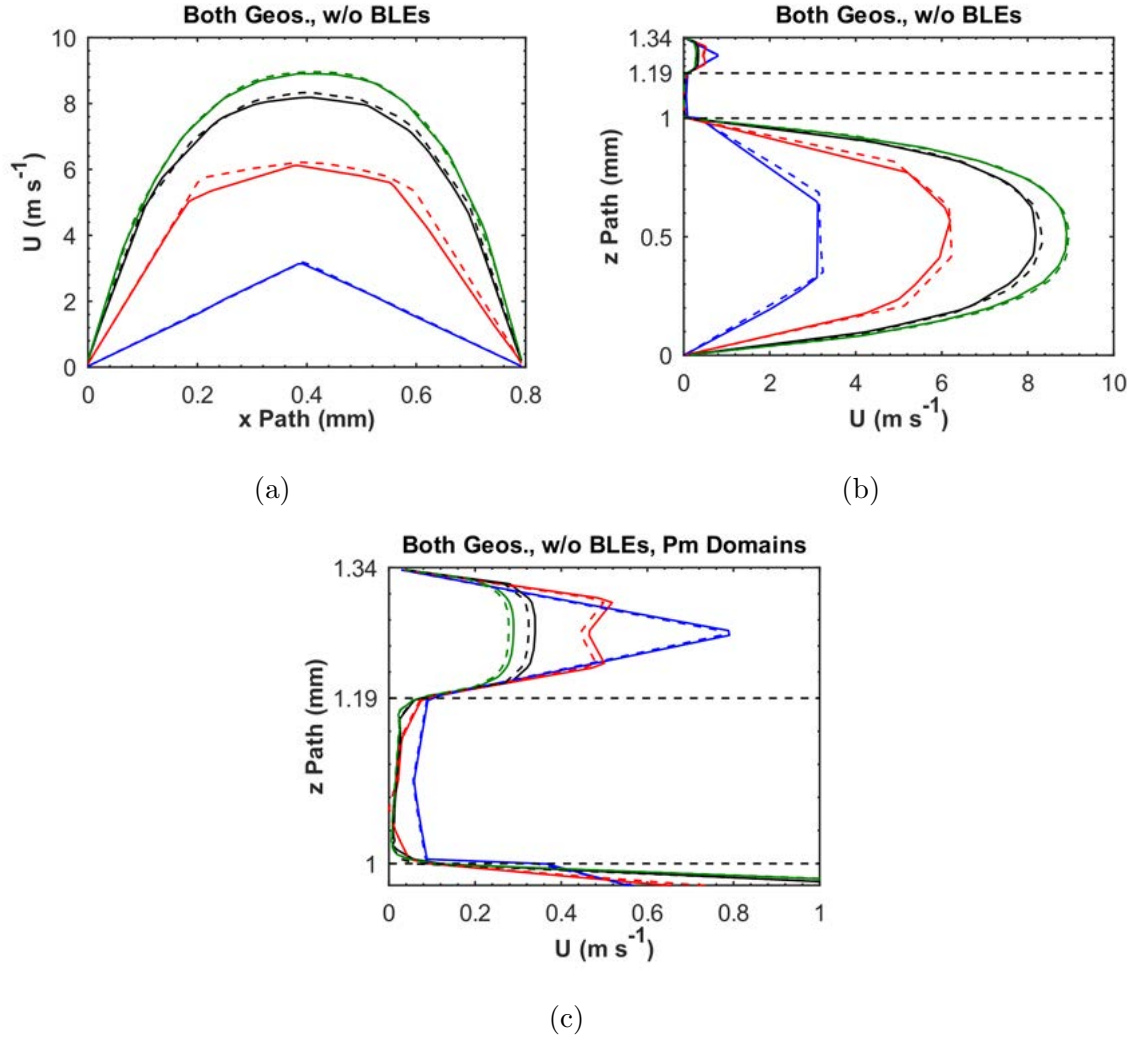 Both Geos., w/o BLEs
10
8
6
4
2
0
U (m s⁻¹)
0 0.2 0.4 0.6 0.8
x Path (mm)
(a)
Both Geos., w/o BLEs
1.34
1.19
1
0.5
0
z Path (mm)
0 2 4 6 8 10
U (m s⁻¹)
(b)
Both Geos., w/o BLEs, Pm Domains
1.34
1.19
1
z Path (mm)
0 0.2 0.4 0.6 0.8 1
U (m s⁻¹)
(c)